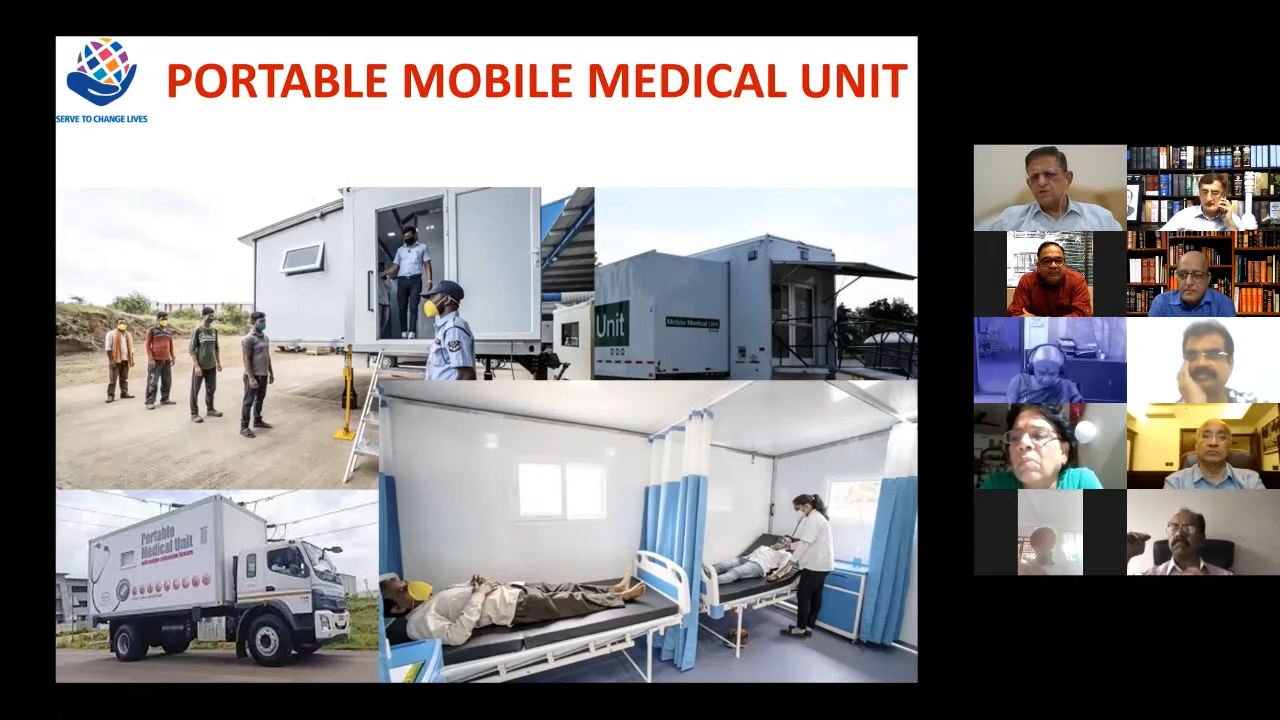 PORTABLE MOBILE MEDICAL UNIT
SERVE TO CHANGE LIVES
Unit
Mobile Medical Unit
Portable
Medical Unit